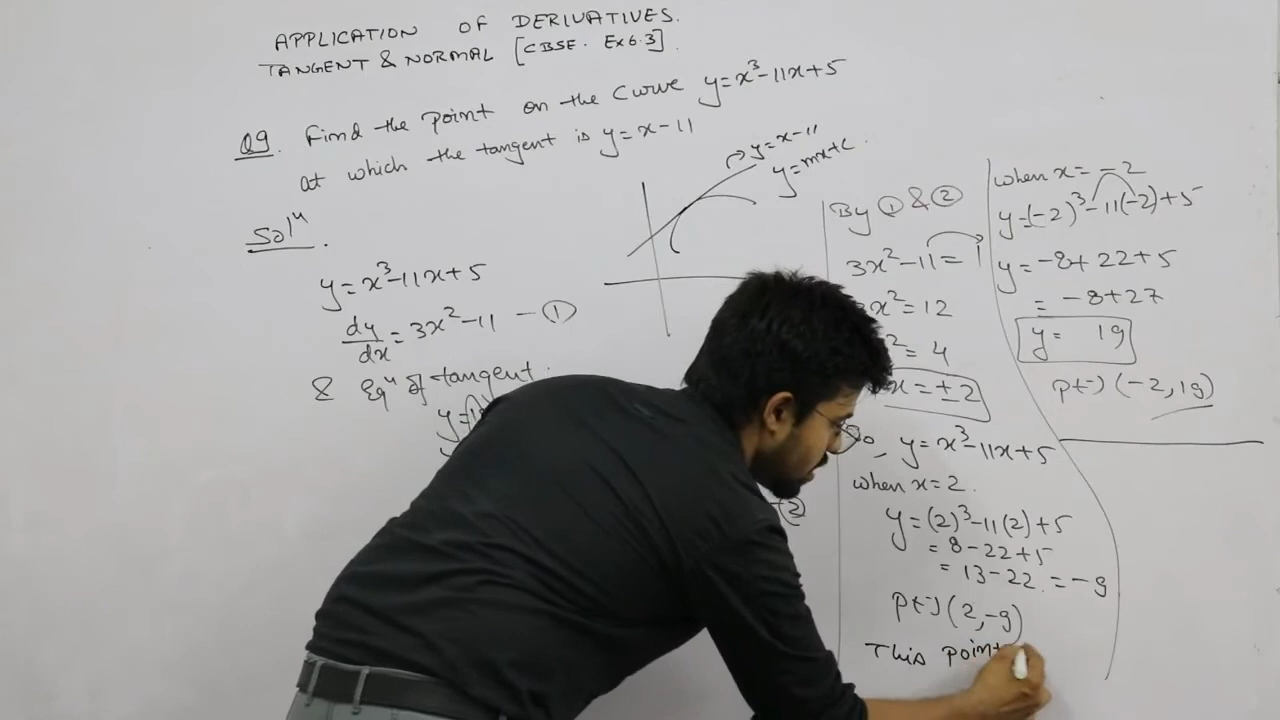 APPLICATION OF DERIVATIVES.
TANGENT & NORMAL [CBSE. Ex 6.3].
Q9. Find the point on the curve y=x³-11x+5
at which the tangent is y=x-11
Solⁿ.
y=x³-11x+5
dy/dx=3x²-11 -①
& Eqⁿ of tangent.
y=
y=x-11
y=mx+c.
②
By ① & ②
3x²-11=1
x²=12
²=4
x=±2
So, y=x³-11x+5
when x=2.
y=(2)³-11(2)+5
=8-22+5
=13-22.=-9
pt→(2,-9)
This point
when x=-2
y=(-2)³-11(-2)+5
y=-8+22+5
=-8+27
y= 19
pt→(-2,19)